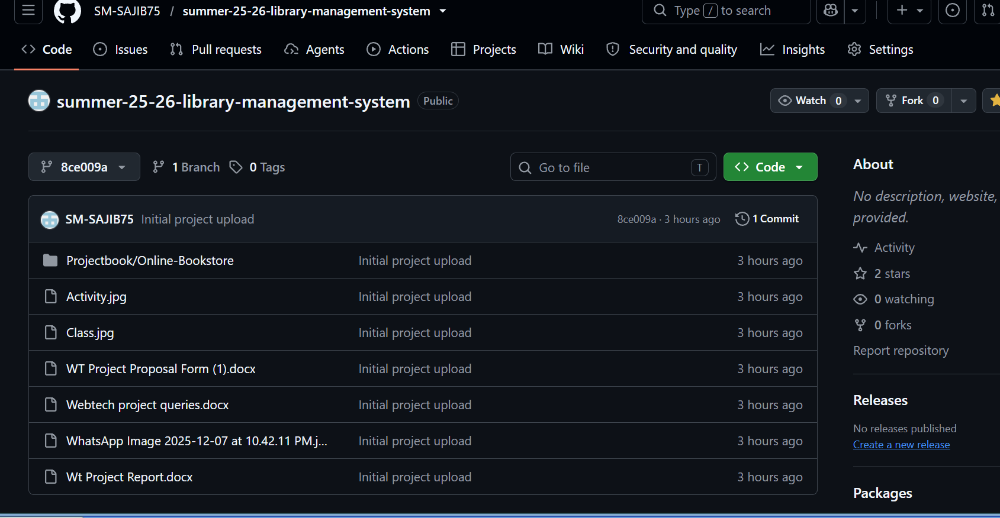 SM-SAJIB75 / summer-25-26-library-management-system
Type / to search
Code Issues Pull requests Agents Actions Projects Wiki Security and quality Insights Settings
summer-25-26-library-management-system Public
Watch 0 Fork 0
8ce009a 1 Branch 0 Tags
Go to file T
Code
SM-SAJIB75 Initial project upload 8ce009a · 3 hours ago 1 Commit
Projectbook/Online-Bookstore Initial project upload 3 hours ago
Activity.jpg Initial project upload 3 hours ago
Class.jpg Initial project upload 3 hours ago
WT Project Proposal Form (1).docx Initial project upload 3 hours ago
Webtech project queries.docx Initial project upload 3 hours ago
WhatsApp Image 2025-12-07 at 10.42.11 PM.j... Initial project upload 3 hours ago
Wt Project Report.docx Initial project upload 3 hours ago
About
No description, website,
provided.
Activity
2 stars
0 watching
0 forks
Report repository
Releases
No releases published
Create a new release
Packages